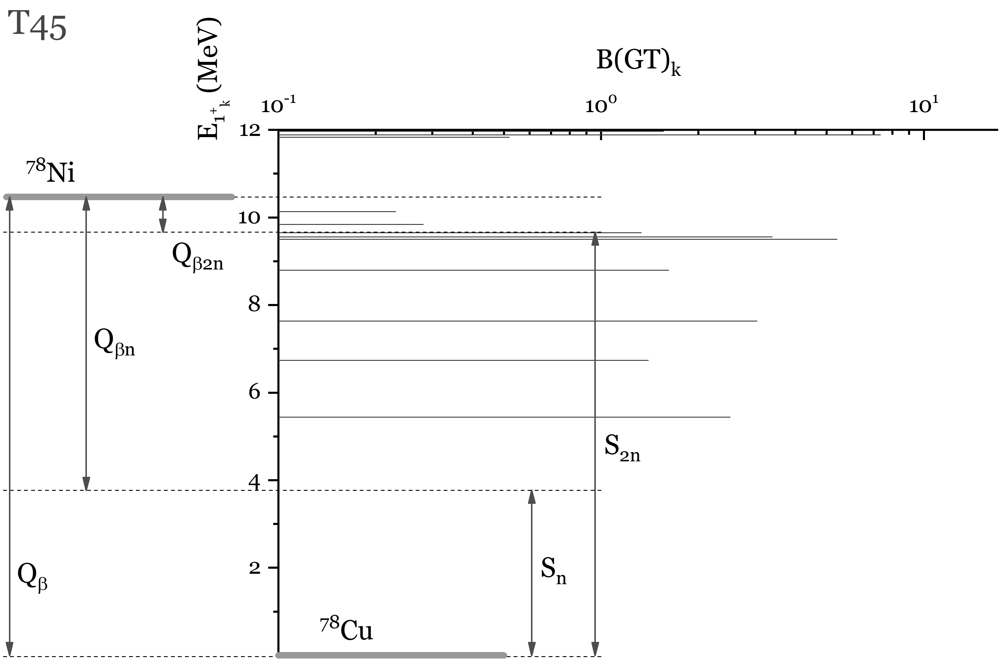 T45
E₁⁺ₖ (MeV)
B(GT)ₖ
10⁻¹ 10⁰ 10¹
12
⁷⁸Ni
10
Qβ2n
8
Qβn
6
S₂ₙ
4
2
Sₙ
Qβ
⁷⁸Cu